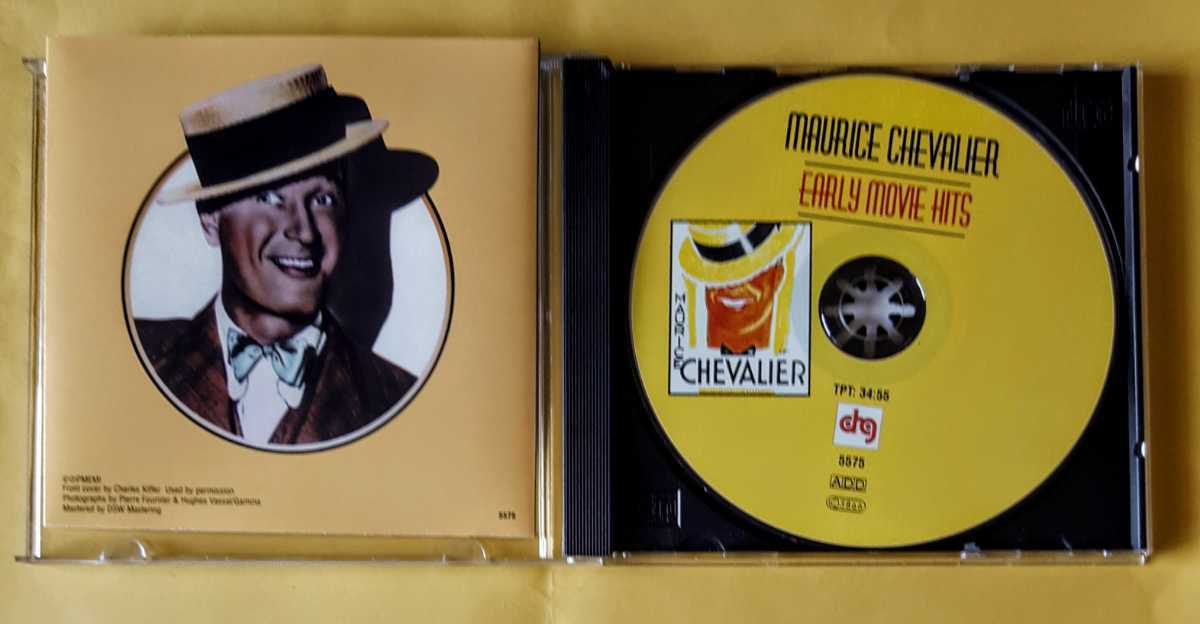 Front cover by Charles Kiffer Used by permission
Photographs by Pierre Fournier & Hughes Vassal/Gamma
Mastered by DSW Mastering
5575
MAURICE CHEVALIER
EARLY MOVIE HITS
MAURICE
CHEVALIER
TPT: 34:55
drg
5575
ADD